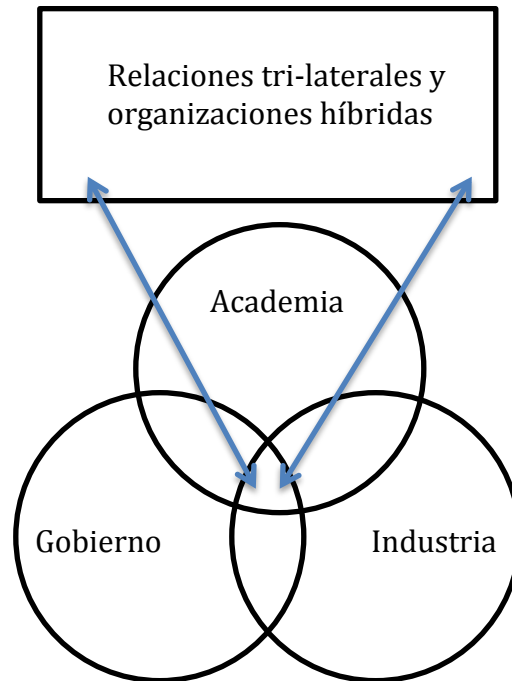 Relaciones tri-laterales y
organizaciones híbridas
Academia
Gobierno
Industria